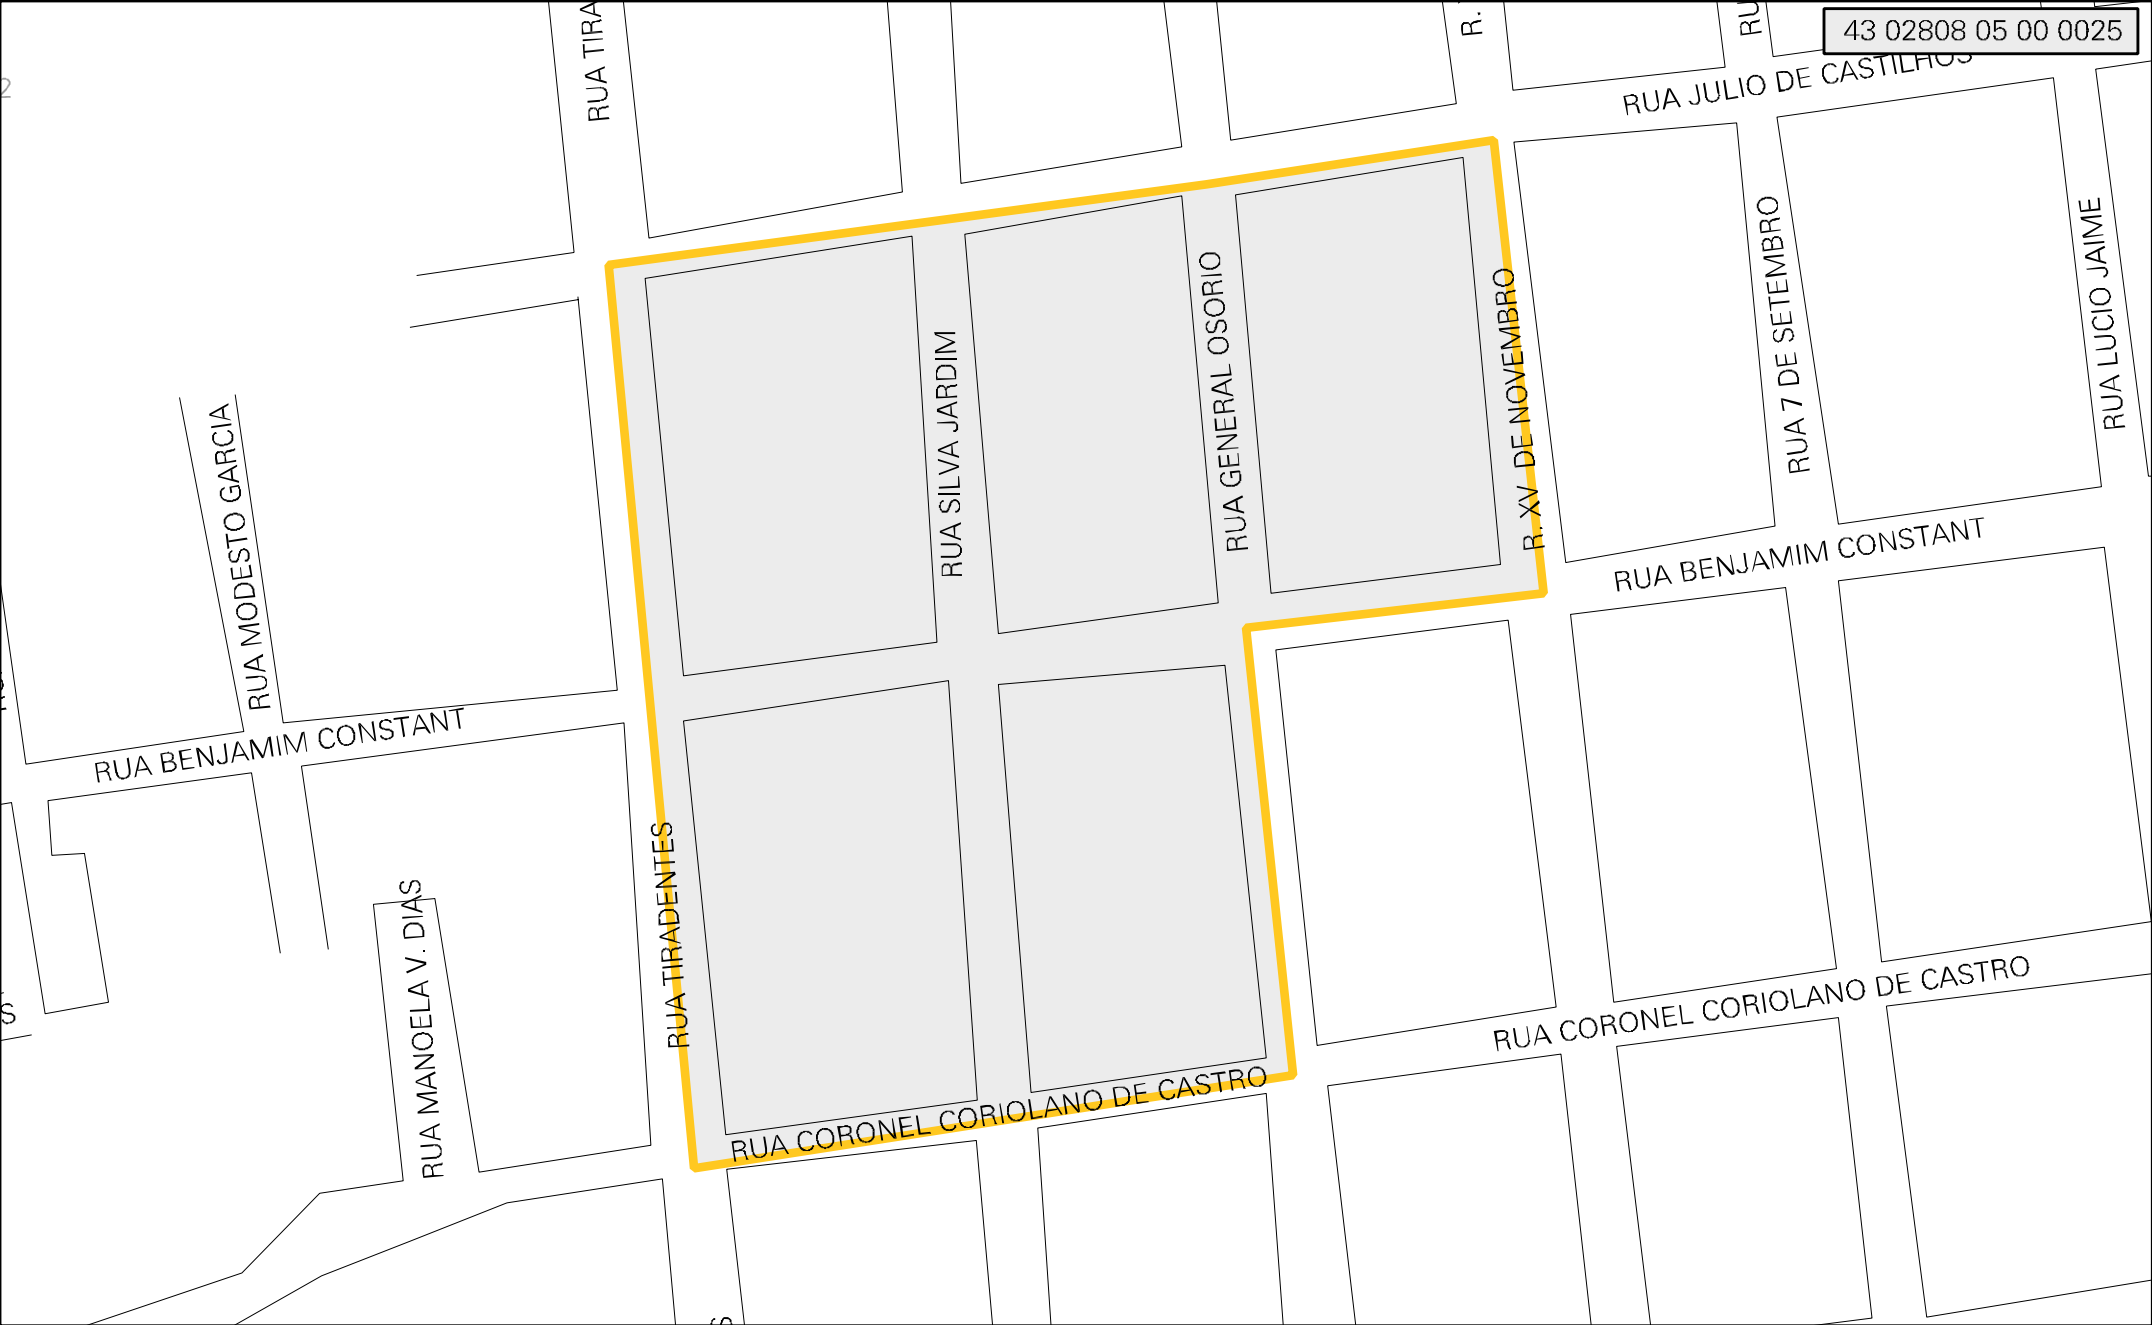 RUA TIRA
R.
RU
43 02808 05 00 0025
2
RUA JULIO DE CASTILHOS
RUA 7 DE SETEMBRO
RUA LUCIO JAIME
RUA GENERAL OSORIO
R. XV DE NOVEMBRO
RUA SILVA JARDIM
RUA MODESTO GARCIA
RUA BENJAMIM CONSTANT
RUA BENJAMIM CONSTANT
RUA TIRADENTES
RUA MANOELA V. DIAS
RUA CORONEL CORIOLANO DE CASTRO
S
RUA CORONEL CORIOLANO DE CASTRO
S